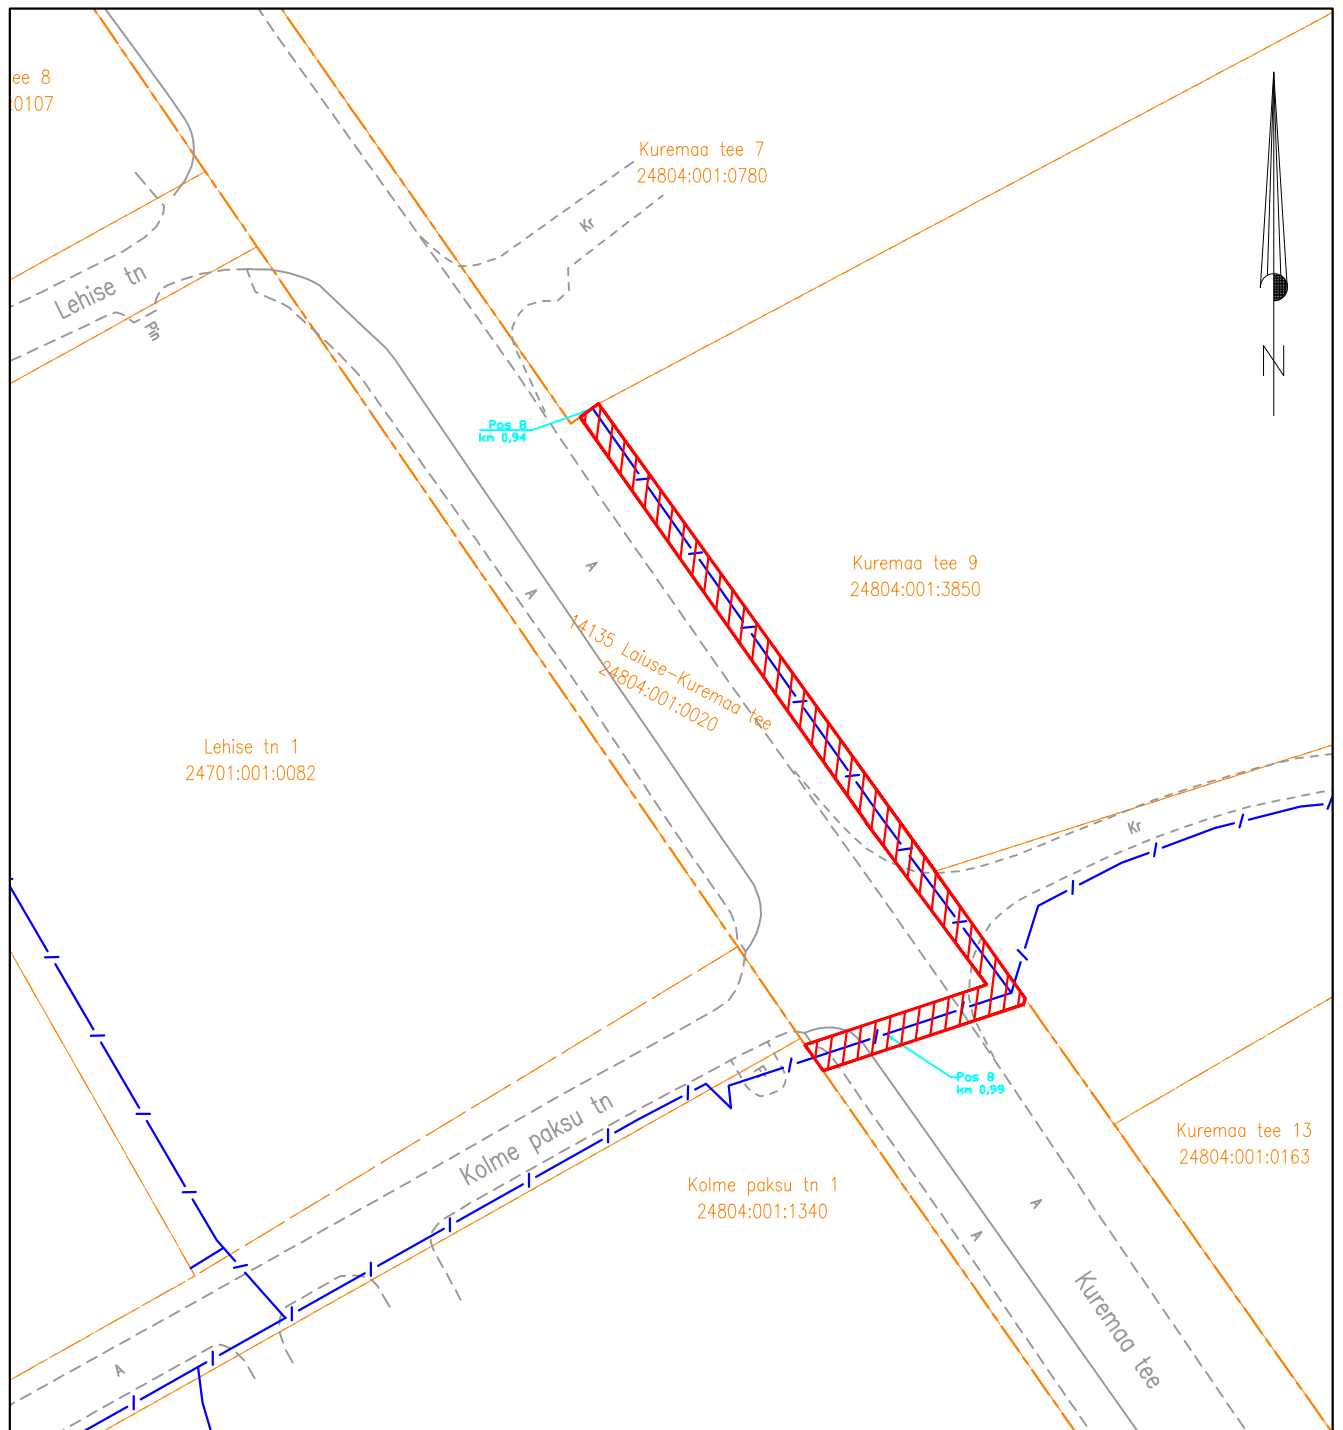 ee 8
:0107
Kuremaa tee 7
24804:001:0780
Kr
Lehise tn
Pin
N
Pos 8
km 0,94
Kuremaa tee 9
24804:001:3850
A
A
14135 Laiuse-Kuremaa tee
24804:001:0020
Lehise tn 1
24701:001:0082
Kr
Pos 8
km 0,99
Kolme paksu tn
Kuremaa tee 13
24804:001:0163
Kolme paksu tn 1
24804:001:1340
A
A
Kuremaa tee
A